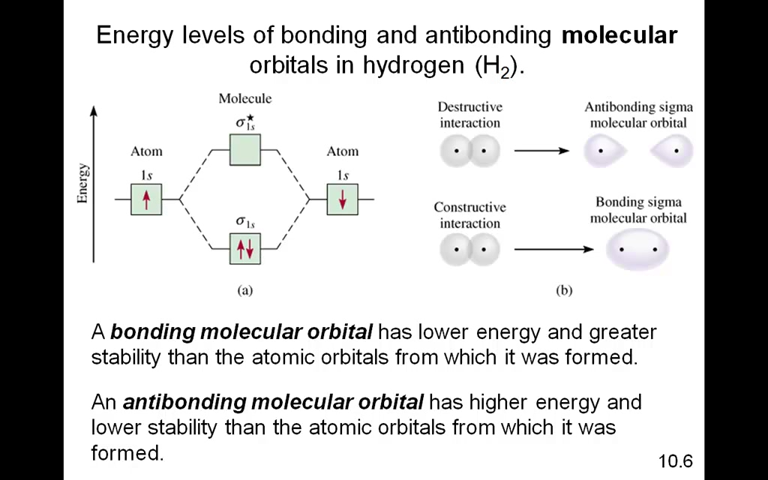 Energy levels of bonding and antibonding molecular
orbitals in hydrogen (H₂).
Molecule
σ★1s
Atom
1s
Atom
1s
Energy
↑
↓
σ1s
↑↓
(a)
Destructive
interaction
Antibonding sigma
molecular orbital
Constructive
interaction
Bonding sigma
molecular orbital
(b)
A bonding molecular orbital has lower energy and greater
stability than the atomic orbitals from which it was formed.
An antibonding molecular orbital has higher energy and
lower stability than the atomic orbitals from which it was
formed.
10.6